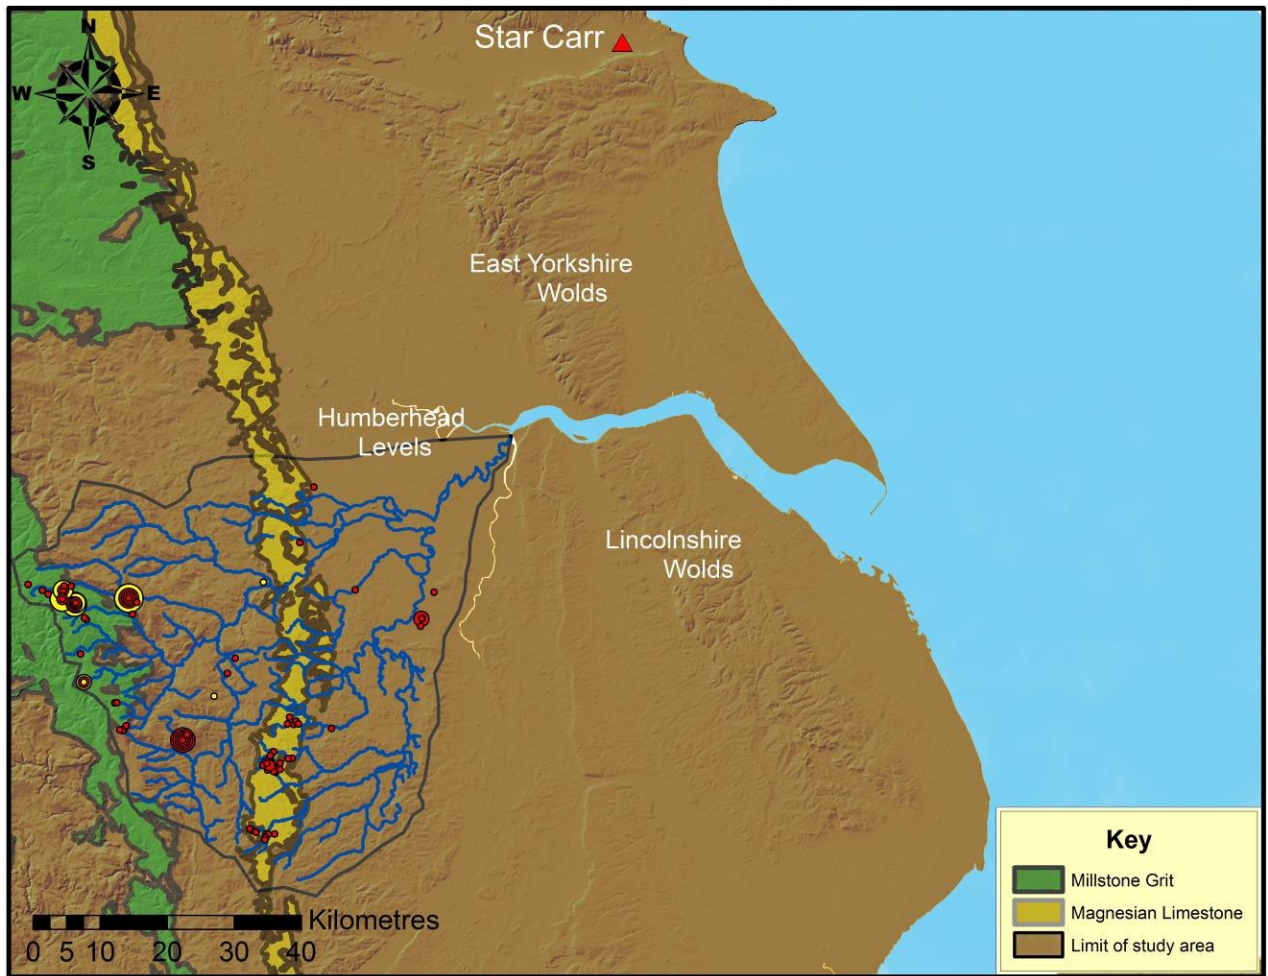 N
Star Carr
W
E
S
East Yorkshire
Wolds
Humberhead
Levels
Lincolnshire
Wolds
Key
Millstone Grit
Magnesian Limestone
Limit of study area
Kilometres
0 5 10 20 30 40